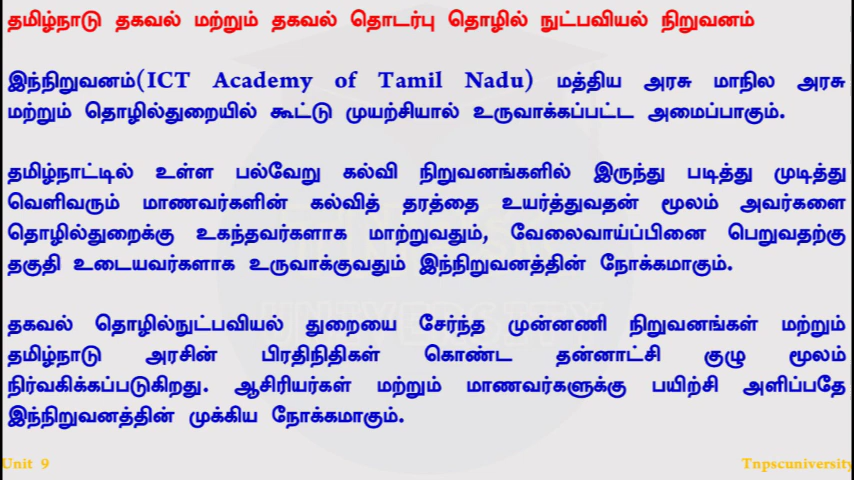 தமிழ்நாடு தகவல் மற்றும் தகவல் தொடர்பு தொழில் நுட்பவியல் நிறுவனம்
இந்நிறுவனம்(ICT Academy of Tamil Nadu) மத்திய அரசு மாநில அரசு
மற்றும் தொழில்துறையில் கூட்டு முயற்சியால் உருவாக்கப்பட்ட அமைப்பாகும்.
தமிழ்நாட்டில் உள்ள பல்வேறு கல்வி நிறுவனங்களில் இருந்து படித்து முடித்து
வெளிவரும் மாணவர்களின் கல்வித் தரத்தை உயர்த்துவதன் மூலம் அவர்களை
தொழில்துறைக்கு உகந்தவர்களாக மாற்றுவதும், வேலைவாய்ப்பினை பெறுவதற்கு
தகுதி உடையவர்களாக உருவாக்குவதும் இந்நிறுவனத்தின் நோக்கமாகும்.
தகவல் தொழில்நுட்பவியல் துறையை சேர்ந்த முன்னணி நிறுவனங்கள் மற்றும்
தமிழ்நாடு அரசின் பிரதிநிதிகள் கொண்ட தன்னாட்சி குழு மூலம்
நிர்வகிக்கப்படுகிறது. ஆசிரியர்கள் மற்றும் மாணவர்களுக்கு பயிற்சி அளிப்பதே
இந்நிறுவனத்தின் முக்கிய நோக்கமாகும்.
Unit 9
Tnpscuniversity